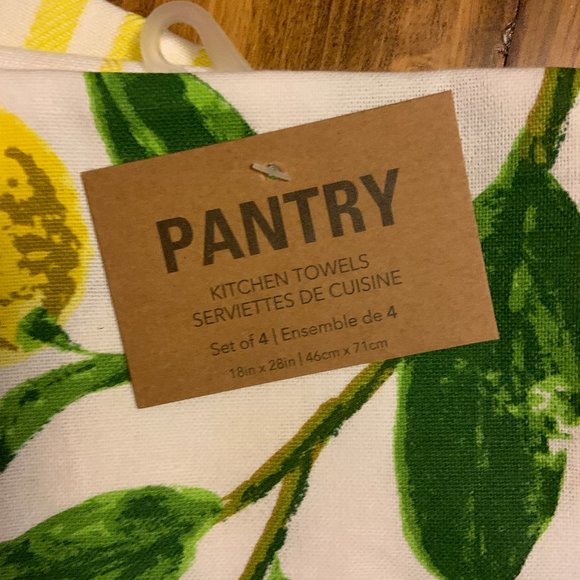 PANTRY
KITCHEN TOWELS
SERVIETTES DE CUISINE
Set of 4 | Ensemble de 4
18in x 28in | 46cm x 71cm